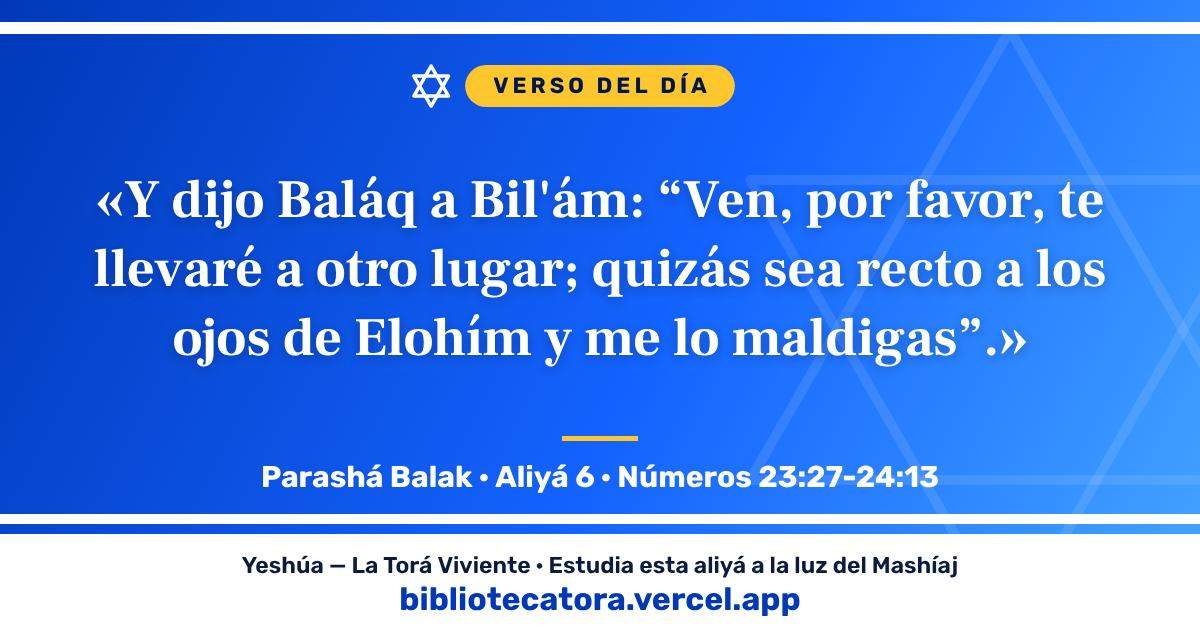 VERSO DEL DÍA
«Y dijo Baláq a Bil'ám: “Ven, por favor, te
llevaré a otro lugar; quizás sea recto a los
ojos de Elohím y me lo maldigas”.»
Parashá Balak • Aliyá 6 • Números 23:27-24:13
Yeshúa — La Torá Viviente • Estudia esta aliyá a la luz del Mashíaj
bibliotecatora.vercel.app